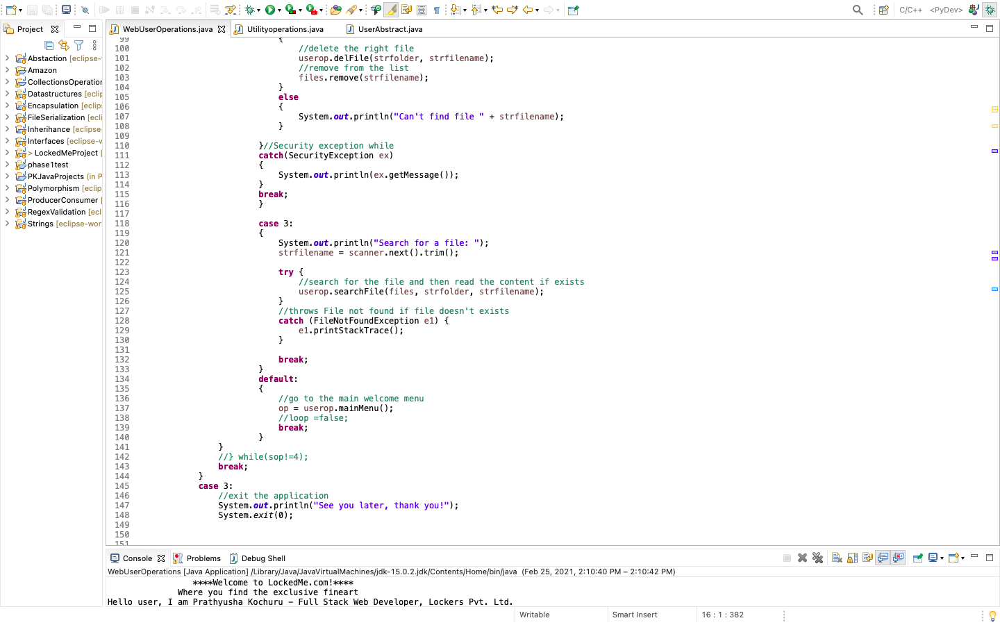 C/C++ <PyDev>
Project
WebUserOperations.java Utilityoperations.java UserAbstract.java
Abstaction [eclipse-
Amazon
CollectionsOperation
Datastructures [eclip
Encapsulation [eclips
FileSerialization [ecli
Inherihance [eclipse-
Interfaces [eclipse-w
> LockedMeProject [
phase1test
PKJavaProjects (in P
Polymorphism [eclip
ProducerConsumer [
RegexValidation [ecl
Strings [eclipse-wor
99 {
100 //delete the right file
101 userop.delFile(strfolder, strfilename);
102 //remove from the list
103 files.remove(strfilename);
104 }
105 else
106 {
107 System.out.println("Can't find file " + strfilename);
108 }
109
110 }//Security exception while
111 catch(SecurityException ex)
112 {
113 System.out.println(ex.getMessage());
114 }
115 break;
116 }
117
118 case 3:
119 {
120 System.out.println("Search for a file: ");
121 strfilename = scanner.next().trim();
122
123 try {
124 //search for the file and then read the content if exists
125 userop.searchFile(files, strfolder, strfilename);
126 }
127 //throws File not found if file doesn't exists
128 catch (FileNotFoundException e1) {
129 e1.printStackTrace();
130 }
131
132 break;
133 }
134 default:
135 {
136 //go to the main welcome menu
137 op = userop.mainMenu();
138 //loop =false;
139 break;
140 }
141 }
142 //} while(sop!=4);
143 break;
144 }
145 case 3:
146 //exit the application
147 System.out.println("See you later, thank you!");
148 System.exit(0);
149
150
151
Console Problems Debug Shell
WebUserOperations [Java Application] /Library/Java/JavaVirtualMachines/jdk-15.0.2.jdk/Contents/Home/bin/java (Feb 25, 2021, 2:10:40 PM – 2:10:42 PM)
****Welcome to LockedMe.com!****
Where you find the exclusive fineart
Hello user, I am Prathyusha Kochuru – Full Stack Web Developer, Lockers Pvt. Ltd.
Writable Smart Insert 16 : 1 : 382